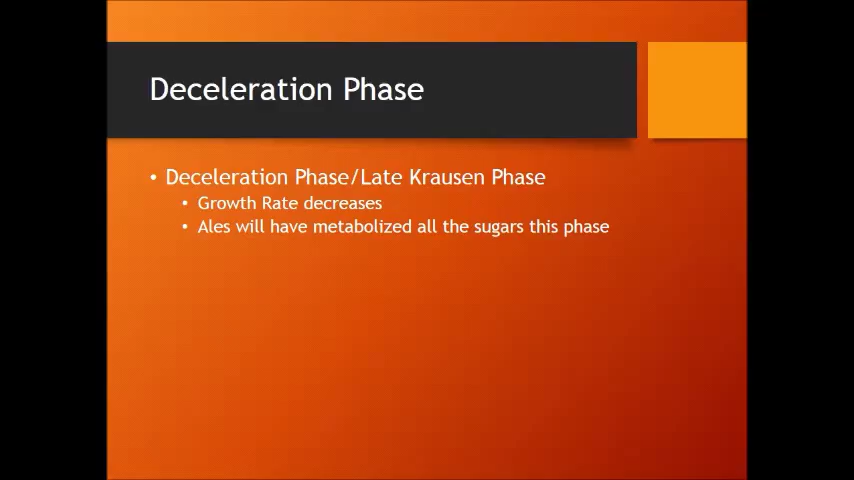 Deceleration Phase
• Deceleration Phase/Late Krausen Phase
• Growth Rate decreases
• Ales will have metabolized all the sugars this phase